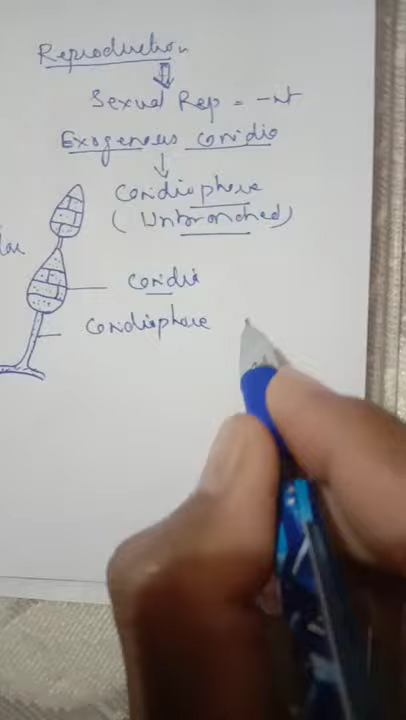 Reproduction
Sexual Rep = -nt
Exogenous conidia
conidiophore
(Unbranched)
conidia
conidiophore